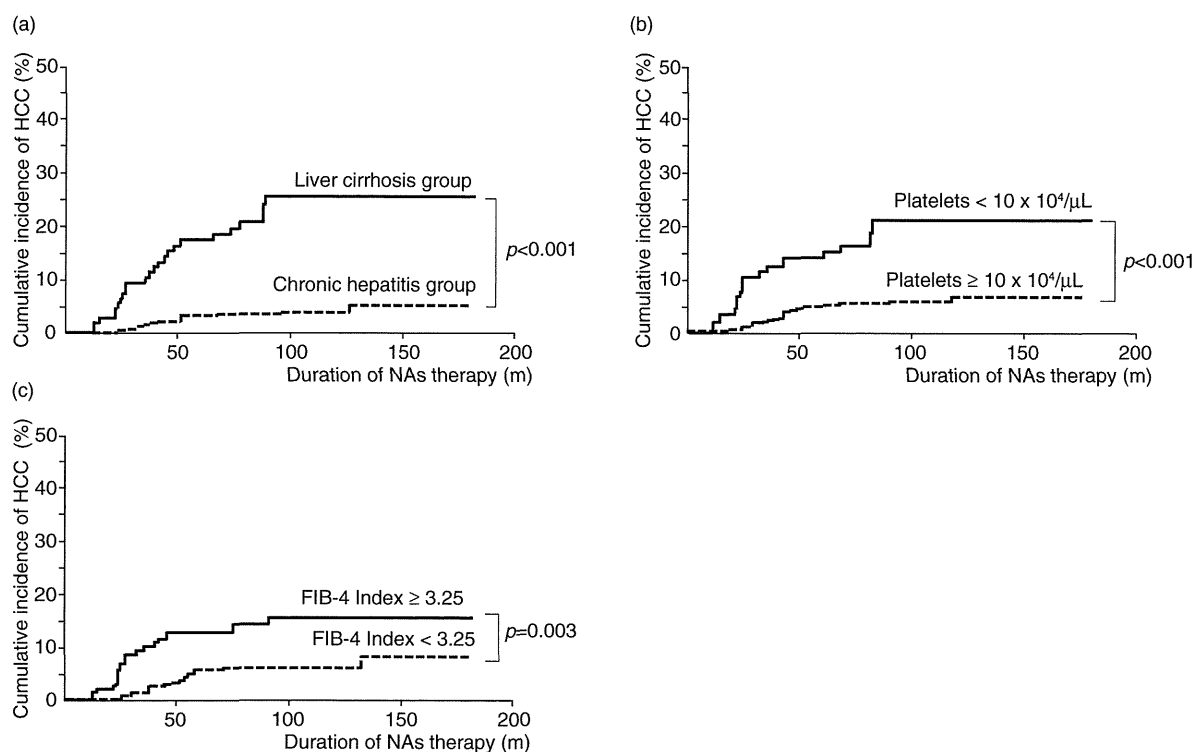 (a)
Cumulative incidence of HCC (%)
50
40
30
20
10
0
Liver cirrhosis group
Chronic hepatitis group
p<0.001
50 100 150 200
Duration of NAs therapy (m)
(b)
Cumulative incidence of HCC (%)
50
40
30
20
10
0
Platelets < 10 x 10⁴/μL
Platelets ≥ 10 x 10⁴/μL
p<0.001
50 100 150 200
Duration of NAs therapy (m)
(c)
Cumulative incidence of HCC (%)
50
40
30
20
10
0
FIB-4 Index ≥ 3.25
FIB-4 Index < 3.25
p=0.003
50 100 150 200
Duration of NAs therapy (m)